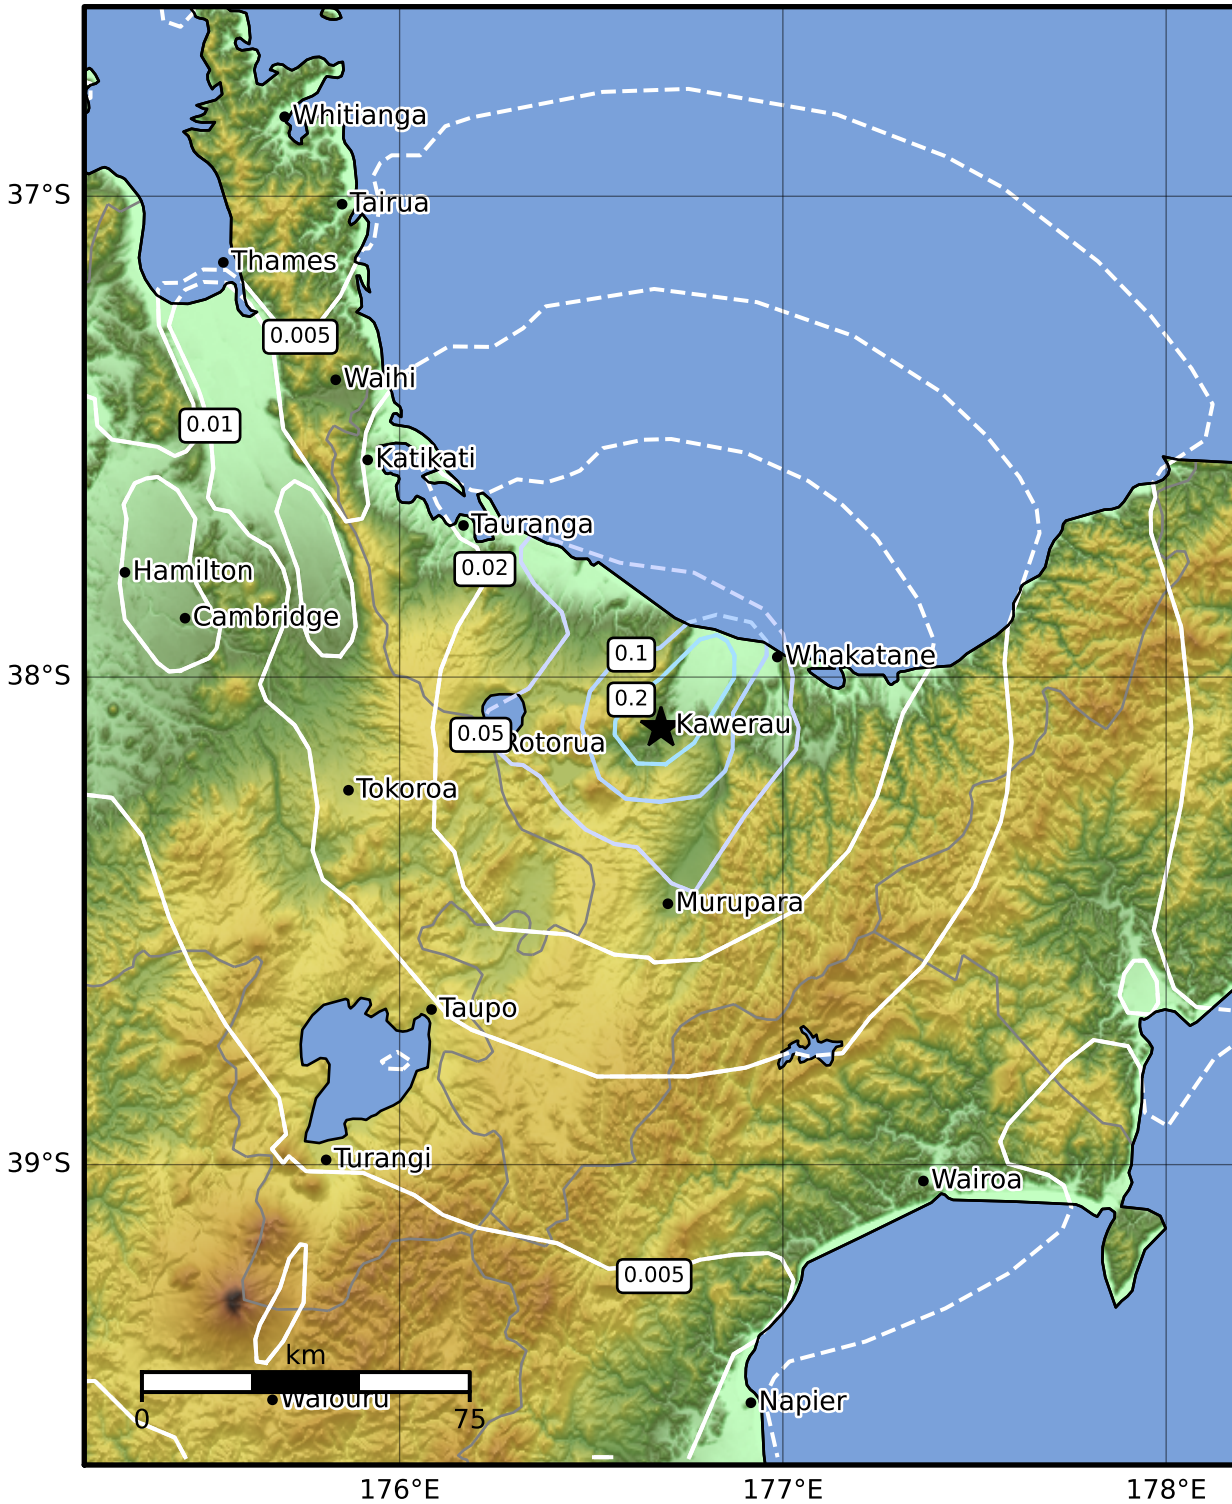 Whitianga
37°S
Tairua
Thames
0.005
Waihi
0.01
Katikati
Tauranga
0.02
Hamilton
Cambridge
0.1
Whakatane
38°S
0.2
Kawerau
0.05
Rotorua
Tokoroa
Murupara
Taupo
Turangi
39°S
Wairoa
0.005
km
Waiouru
Napier
0
75
176°E
177°E
178°E